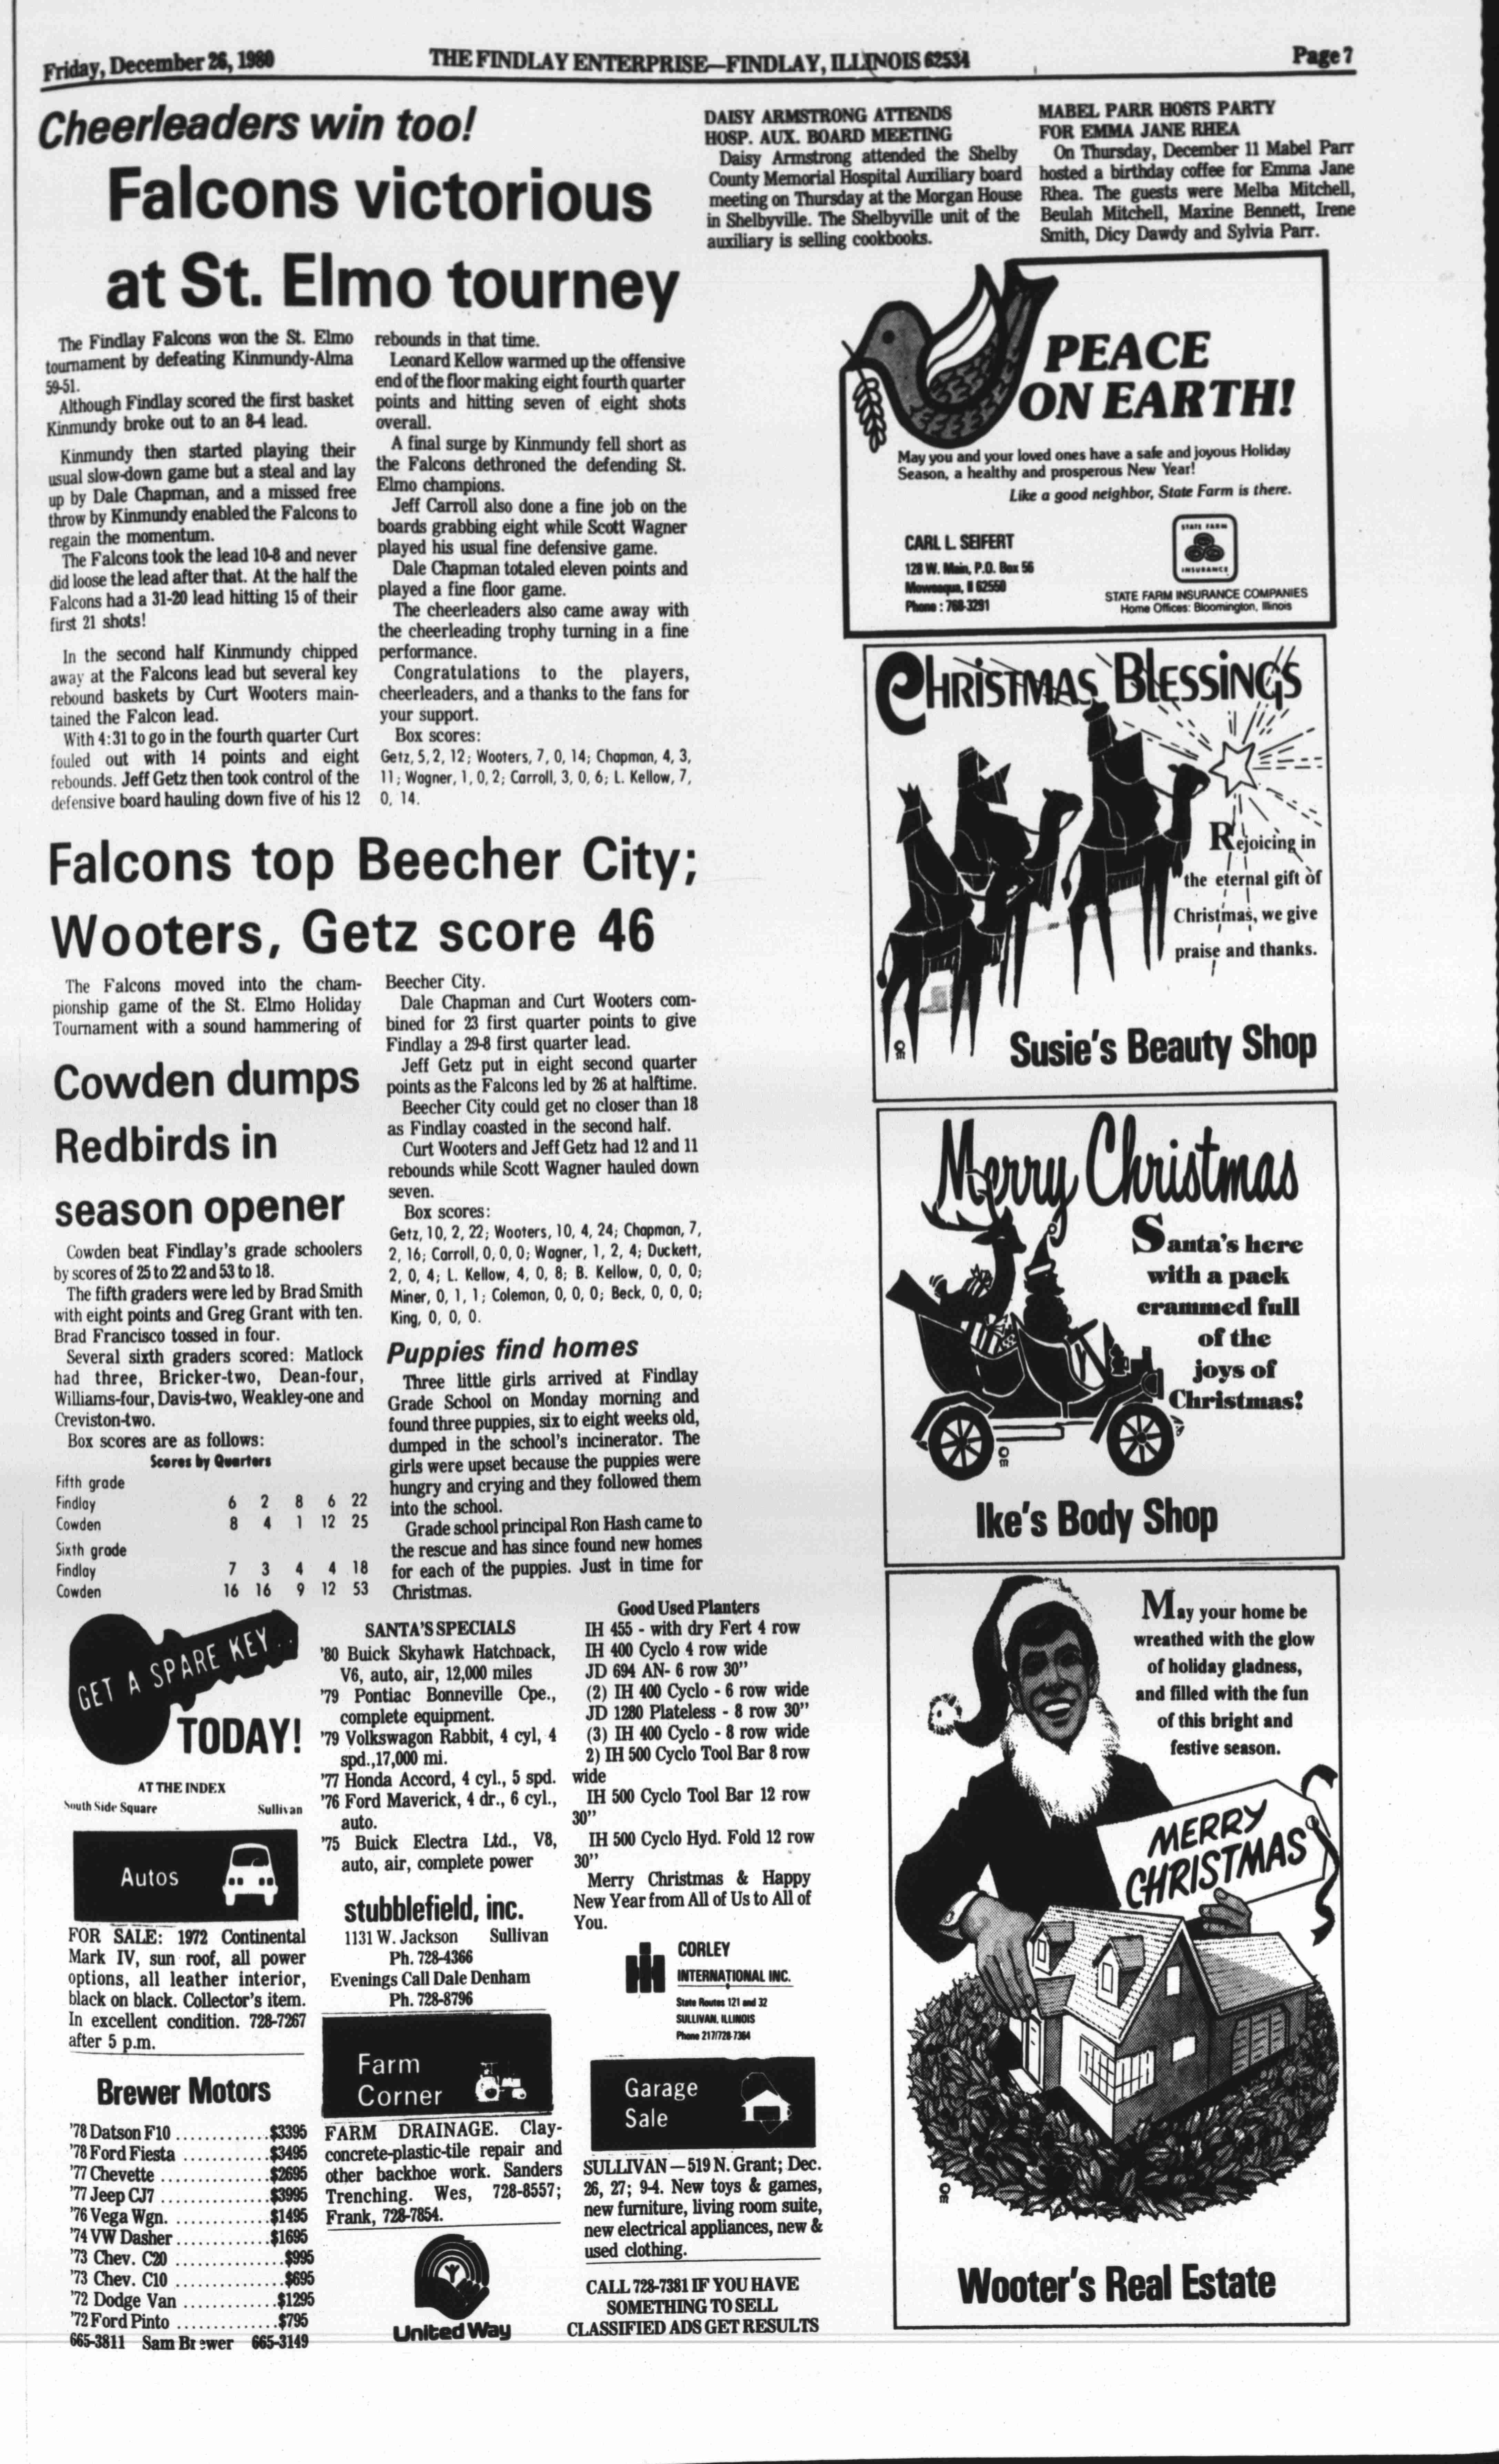 Friday, December 26, 1980
THE FINDLAY ENTERPRISE—FINDLAY, ILLINOIS 62534
Page 7
Cheerleaders win too!
Falcons victorious
at St. Elmo tourney
The Findlay Falcons won the St. Elmo
tournament by defeating Kinmundy-Alma
59-51.
Although Findlay scored the first basket
Kinmundy broke out to an 8-4 lead.
Kinmundy then started playing their
usual slow-down game but a steal and lay
up by Dale Chapman, and a missed free
throw by Kinmundy enabled the Falcons to
regain the momentum.
The Falcons took the lead 10-8 and never
did loose the lead after that. At the half the
Falcons had a 31-20 lead hitting 15 of their
first 21 shots!
In the second half Kinmundy chipped
away at the Falcons lead but several key
rebound baskets by Curt Wooters main-
tained the Falcon lead.
With 4:31 to go in the fourth quarter Curt
fouled out with 14 points and eight
rebounds. Jeff Getz then took control of the
defensive board hauling down five of his 12
rebounds in that time.
Leonard Kellow warmed up the offensive
end of the floor making eight fourth quarter
points and hitting seven of eight shots
overall.
A final surge by Kinmundy fell short as
the Falcons dethroned the defending St.
Elmo champions.
Jeff Carroll also done a fine job on the
boards grabbing eight while Scott Wagner
played his usual fine defensive game.
Dale Chapman totaled eleven points and
played a fine floor game.
The cheerleaders also came away with
the cheerleading trophy turning in a fine
performance.
Congratulations to the players,
cheerleaders, and a thanks to the fans for
your support.
Box scores:
Getz, 5, 2, 12; Wooters, 7, 0, 14; Chapman, 4, 3,
11; Wagner, 1, 0, 2; Carroll, 3, 0, 6; L. Kellow, 7,
0, 14.
DAISY ARMSTRONG ATTENDS
HOSP. AUX. BOARD MEETING
Daisy Armstrong attended the Shelby
County Memorial Hospital Auxiliary board
meeting on Thursday at the Morgan House
in Shelbyville. The Shelbyville unit of the
auxiliary is selling cookbooks.
MABEL PARR HOSTS PARTY
FOR EMMA JANE RHEA
On Thursday, December 11 Mabel Parr
hosted a birthday coffee for Emma Jane
Rhea. The guests were Melba Mitchell,
Beulah Mitchell, Maxine Bennett, Irene
Smith, Dicy Dawdy and Sylvia Parr.
PEACE
ON EARTH!
May you and your loved ones have a safe and joyous Holiday
Season, a healthy and prosperous New Year!
Like a good neighbor, State Farm is there.
CARL L. SEIFERT
128 W. Main, P.O. Box 56
Moweaqua, Il 62550
Phone : 768-3291
STATE FARM
INSURANCE
STATE FARM INSURANCE COMPANIES
Home Offices: Bloomington, Illinois
CHRISTMAS BLESSINGS
Rejoicing in
the eternal gift of
Christmas, we give
praise and thanks.
Susie's Beauty Shop
Merry Christmas
Santa's here
with a pack
crammed full
of the
joys of
Christmas!
Ike's Body Shop
May your home be
wreathed with the glow
of holiday gladness,
and filled with the fun
of this bright and
festive season.
MERRY
CHRISTMAS
Wooter's Real Estate
Falcons top Beecher City;
Wooters, Getz score 46
The Falcons moved into the cham-
pionship game of the St. Elmo Holiday
Tournament with a sound hammering of
Beecher City.
Dale Chapman and Curt Wooters com-
bined for 23 first quarter points to give
Findlay a 29-8 first quarter lead.
Jeff Getz put in eight second quarter
points as the Falcons led by 26 at halftime.
Beecher City could get no closer than 18
as Findlay coasted in the second half.
Curt Wooters and Jeff Getz had 12 and 11
rebounds while Scott Wagner hauled down
seven.
Box scores:
Getz, 10, 2, 22; Wooters, 10, 4, 24; Chapman, 7,
2, 16; Carroll, 0, 0, 0; Wagner, 1, 2, 4; Duckett,
2, 0, 4; L. Kellow, 4, 0, 8; B. Kellow, 0, 0, 0;
Miner, 0, 1, 1; Coleman, 0, 0, 0; Beck, 0, 0, 0;
King, 0, 0, 0.
Cowden dumps
Redbirds in
season opener
Cowden beat Findlay's grade schoolers
by scores of 25 to 22 and 53 to 18.
The fifth graders were led by Brad Smith
with eight points and Greg Grant with ten.
Brad Francisco tossed in four.
Several sixth graders scored: Matlock
had three, Bricker-two, Dean-four,
Williams-four, Davis-two, Weakley-one and
Creviston-two.
Box scores are as follows:
Scores by Quarters
Fifth grade
Findlay 6 2 8 6 22
Cowden 8 4 1 12 25
Sixth grade
Findlay 7 3 4 4 18
Cowden 16 16 9 12 53
Puppies find homes
Three little girls arrived at Findlay
Grade School on Monday morning and
found three puppies, six to eight weeks old,
dumped in the school's incinerator. The
girls were upset because the puppies were
hungry and crying and they followed them
into the school.
Grade school principal Ron Hash came to
the rescue and has since found new homes
for each of the puppies. Just in time for
Christmas.
GET A SPARE KEY..
TODAY!
AT THE INDEX
South Side Square Sullivan
Autos
FOR SALE: 1972 Continental
Mark IV, sun roof, all power
options, all leather interior,
black on black. Collector's item.
In excellent condition. 728-7267
after 5 p.m.
Brewer Motors
'78 Datson F10 ............. $3395
'78 Ford Fiesta ............ $3495
'77 Chevette ............... $2695
'77 Jeep CJ7 ............... $3995
'76 Vega Wgn. ............. $1495
'74 VW Dasher ............. $1695
'73 Chev. C20 ............... $995
'73 Chev. C10 ............... $695
'72 Dodge Van ............. $1295
'72 Ford Pinto .............. $795
665-3811 Sam Brewer 665-3149
SANTA'S SPECIALS
'80 Buick Skyhawk Hatchback,
V6, auto, air, 12,000 miles
'79 Pontiac Bonneville Cpe.,
complete equipment.
'79 Volkswagon Rabbit, 4 cyl, 4
spd.,17,000 mi.
'77 Honda Accord, 4 cyl., 5 spd.
'76 Ford Maverick, 4 dr., 6 cyl.,
auto.
'75 Buick Electra Ltd., V8,
auto, air, complete power
stubblefield, inc.
1131 W. Jackson Sullivan
Ph. 728-4366
Evenings Call Dale Denham
Ph. 728-8796
Farm
Corner
FARM DRAINAGE. Clay-
concrete-plastic-tile repair and
other backhoe work. Sanders
Trenching. Wes, 728-8557;
Frank, 728-7854.
United Way
Good Used Planters
IH 455 - with dry Fert 4 row
IH 400 Cyclo 4 row wide
JD 694 AN- 6 row 30"
(2) IH 400 Cyclo - 6 row wide
JD 1280 Plateless - 8 row 30"
(3) IH 400 Cyclo - 8 row wide
2) IH 500 Cyclo Tool Bar 8 row
wide
IH 500 Cyclo Tool Bar 12 row
30"
IH 500 Cyclo Hyd. Fold 12 row
30"
Merry Christmas & Happy
New Year from All of Us to All of
You.
CORLEY
INTERNATIONAL INC.
State Routes 121 and 32
SULLIVAN, ILLINOIS
Phone 217/728-7364
Garage
Sale
SULLIVAN — 519 N. Grant; Dec.
26, 27; 9-4. New toys & games,
new furniture, living room suite,
new electrical appliances, new &
used clothing.
CALL 728-7381 IF YOU HAVE
SOMETHING TO SELL
CLASSIFIED ADS GET RESULTS